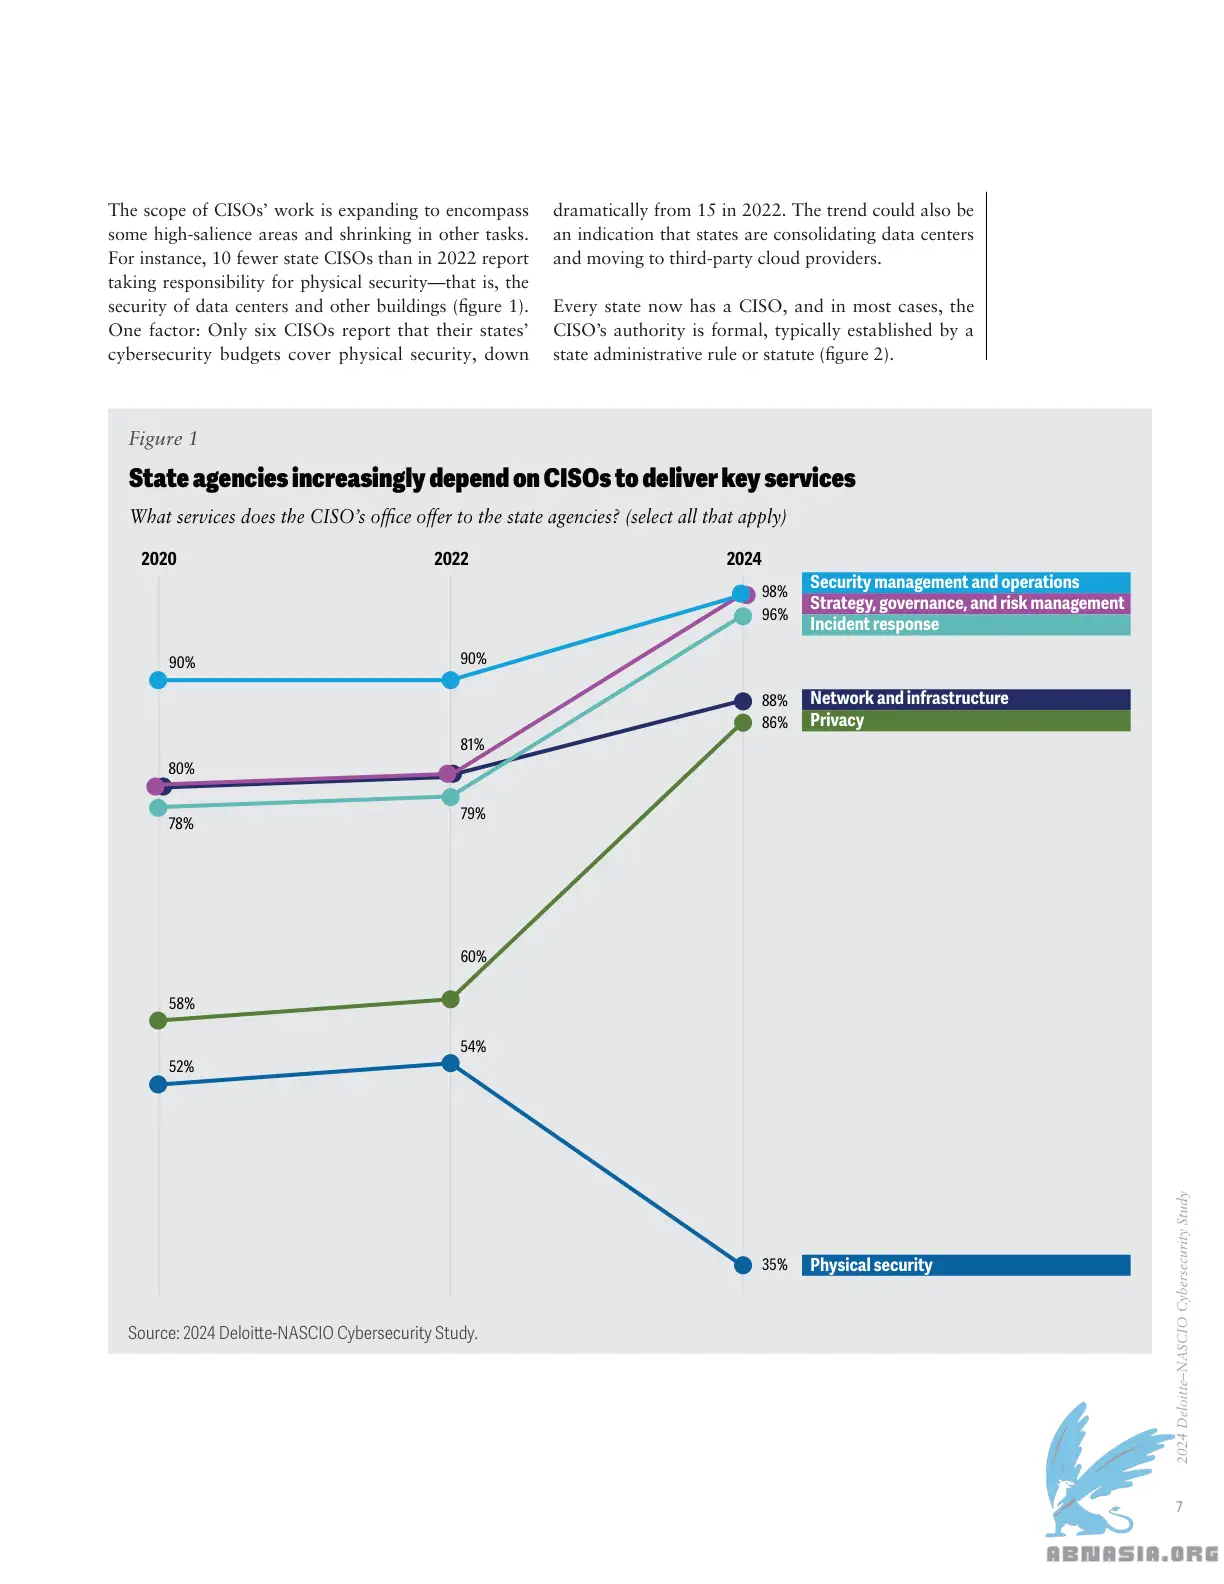 The scope of CISOs’ work is expanding to encompass
some high-salience areas and shrinking in other tasks.
For instance, 10 fewer state CISOs than in 2022 report
taking responsibility for physical security—that is, the
security of data centers and other buildings (figure 1).
One factor: Only six CISOs report that their states’
cybersecurity budgets cover physical security, down
dramatically from 15 in 2022. The trend could also be
an indication that states are consolidating data centers
and moving to third-party cloud providers.
Every state now has a CISO, and in most cases, the
CISO’s authority is formal, typically established by a
state administrative rule or statute (figure 2).
Figure 1
State agencies increasingly depend on CISOs to deliver key services
What services does the CISO’s office offer to the state agencies? (select all that apply)
2020 2022 2024
98% Security management and operations
Strategy, governance, and risk management
96% Incident response
90% 90%
88% Network and infrastructure
86% Privacy
80% 81%
78% 79%
58% 60%
52% 54%
35% Physical security
Source: 2024 Deloitte-NASCIO Cybersecurity Study.
2024 Deloitte–NASCIO Cybersecurity Study
7
ABNASIA.ORG